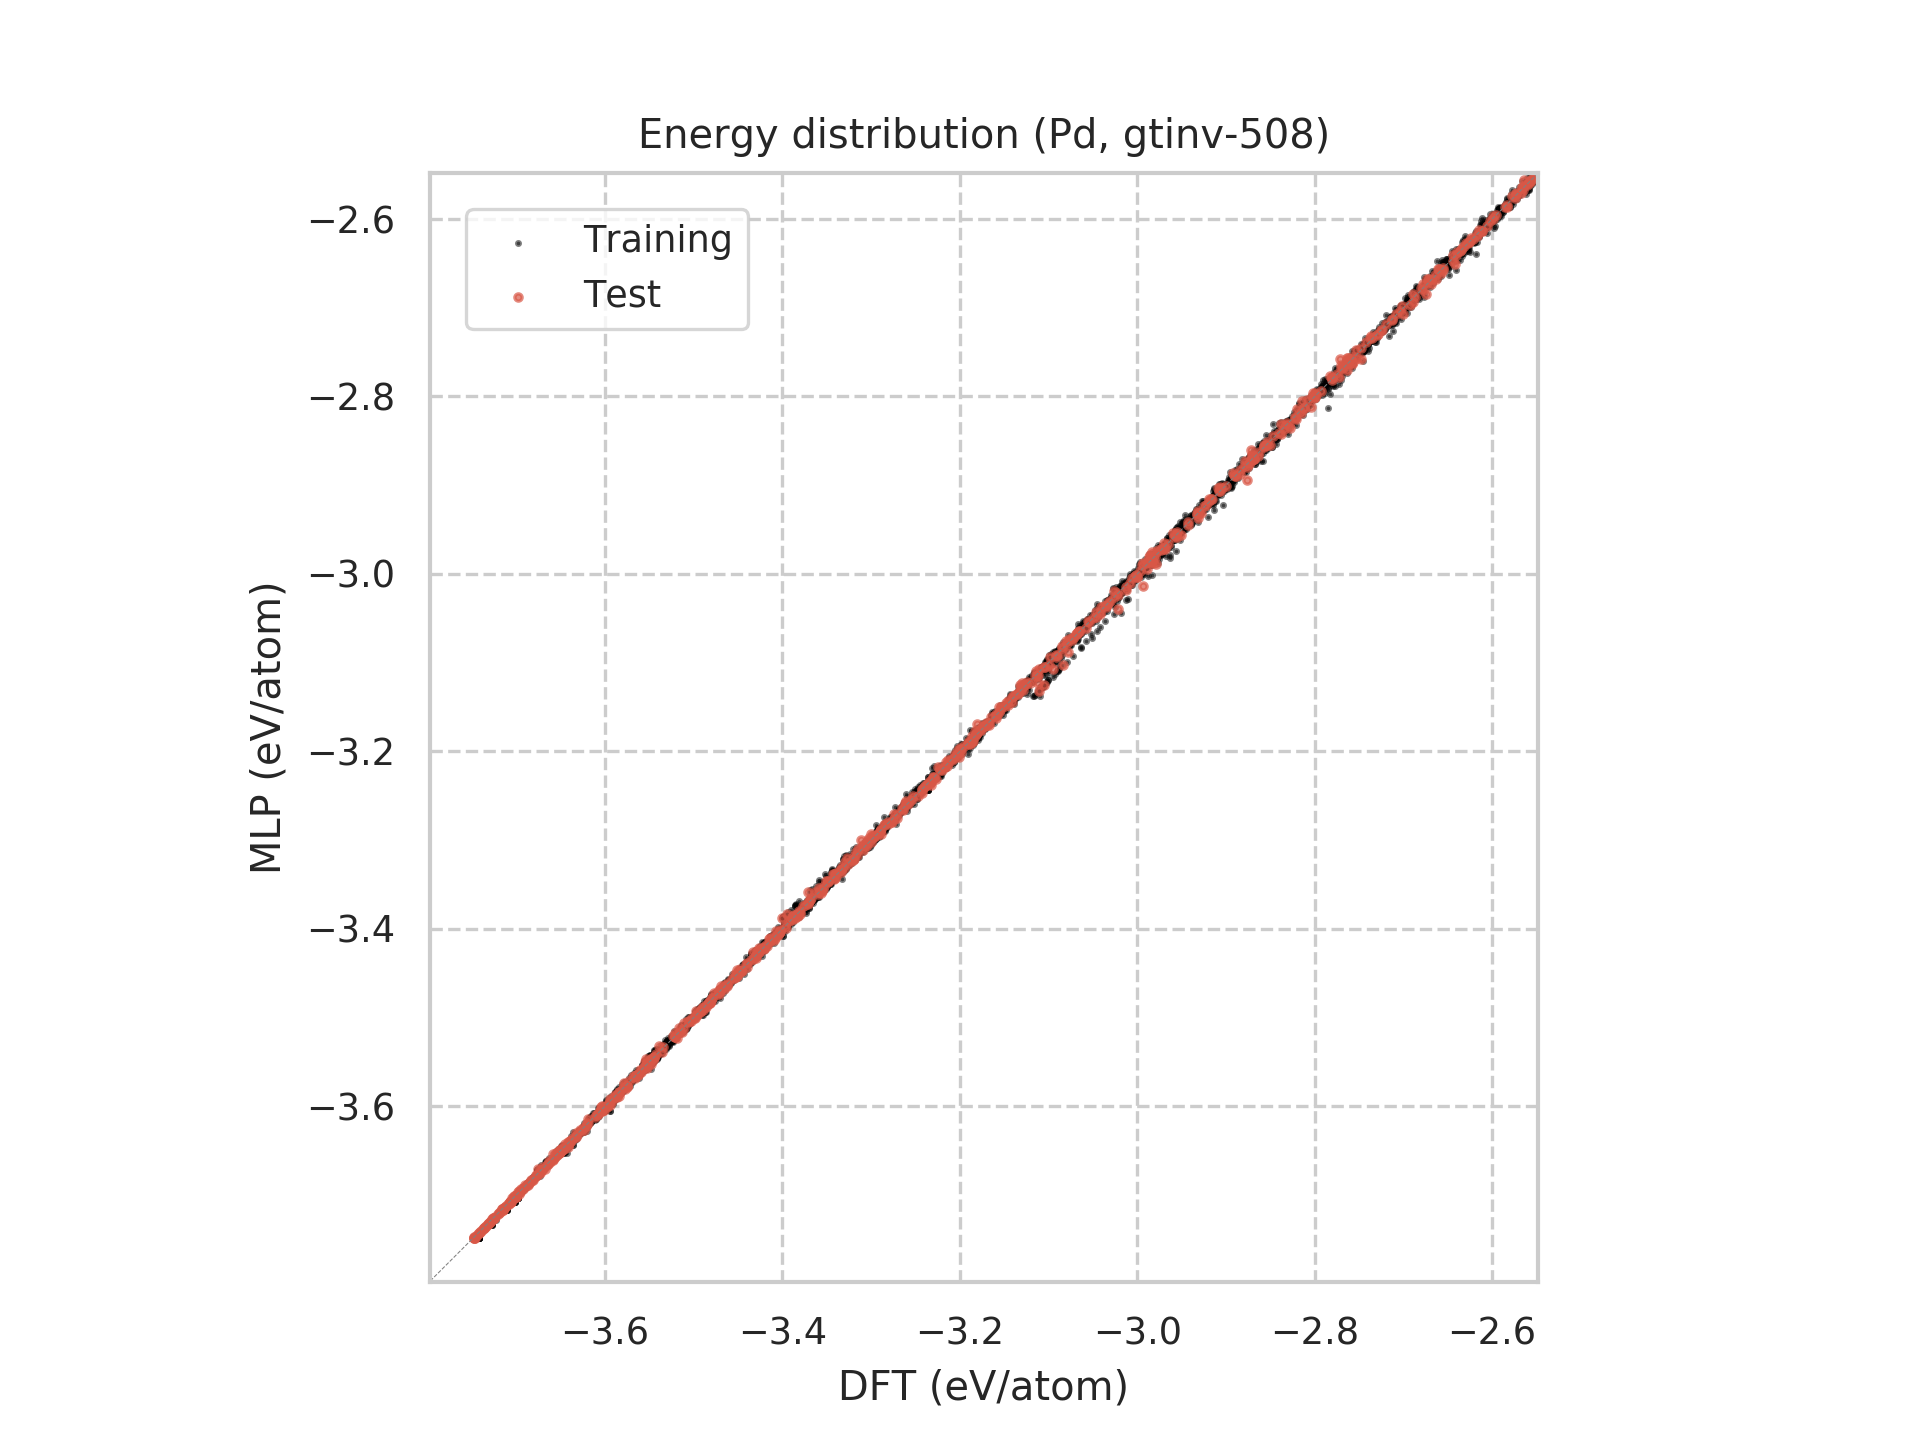 Energy distribution (Pd, gtinv-508)
Training
Test
−2.6
−2.8
−3.0
−3.2
−3.4
−3.6
MLP (eV/atom)
−3.6 −3.4 −3.2 −3.0 −2.8 −2.6
DFT (eV/atom)